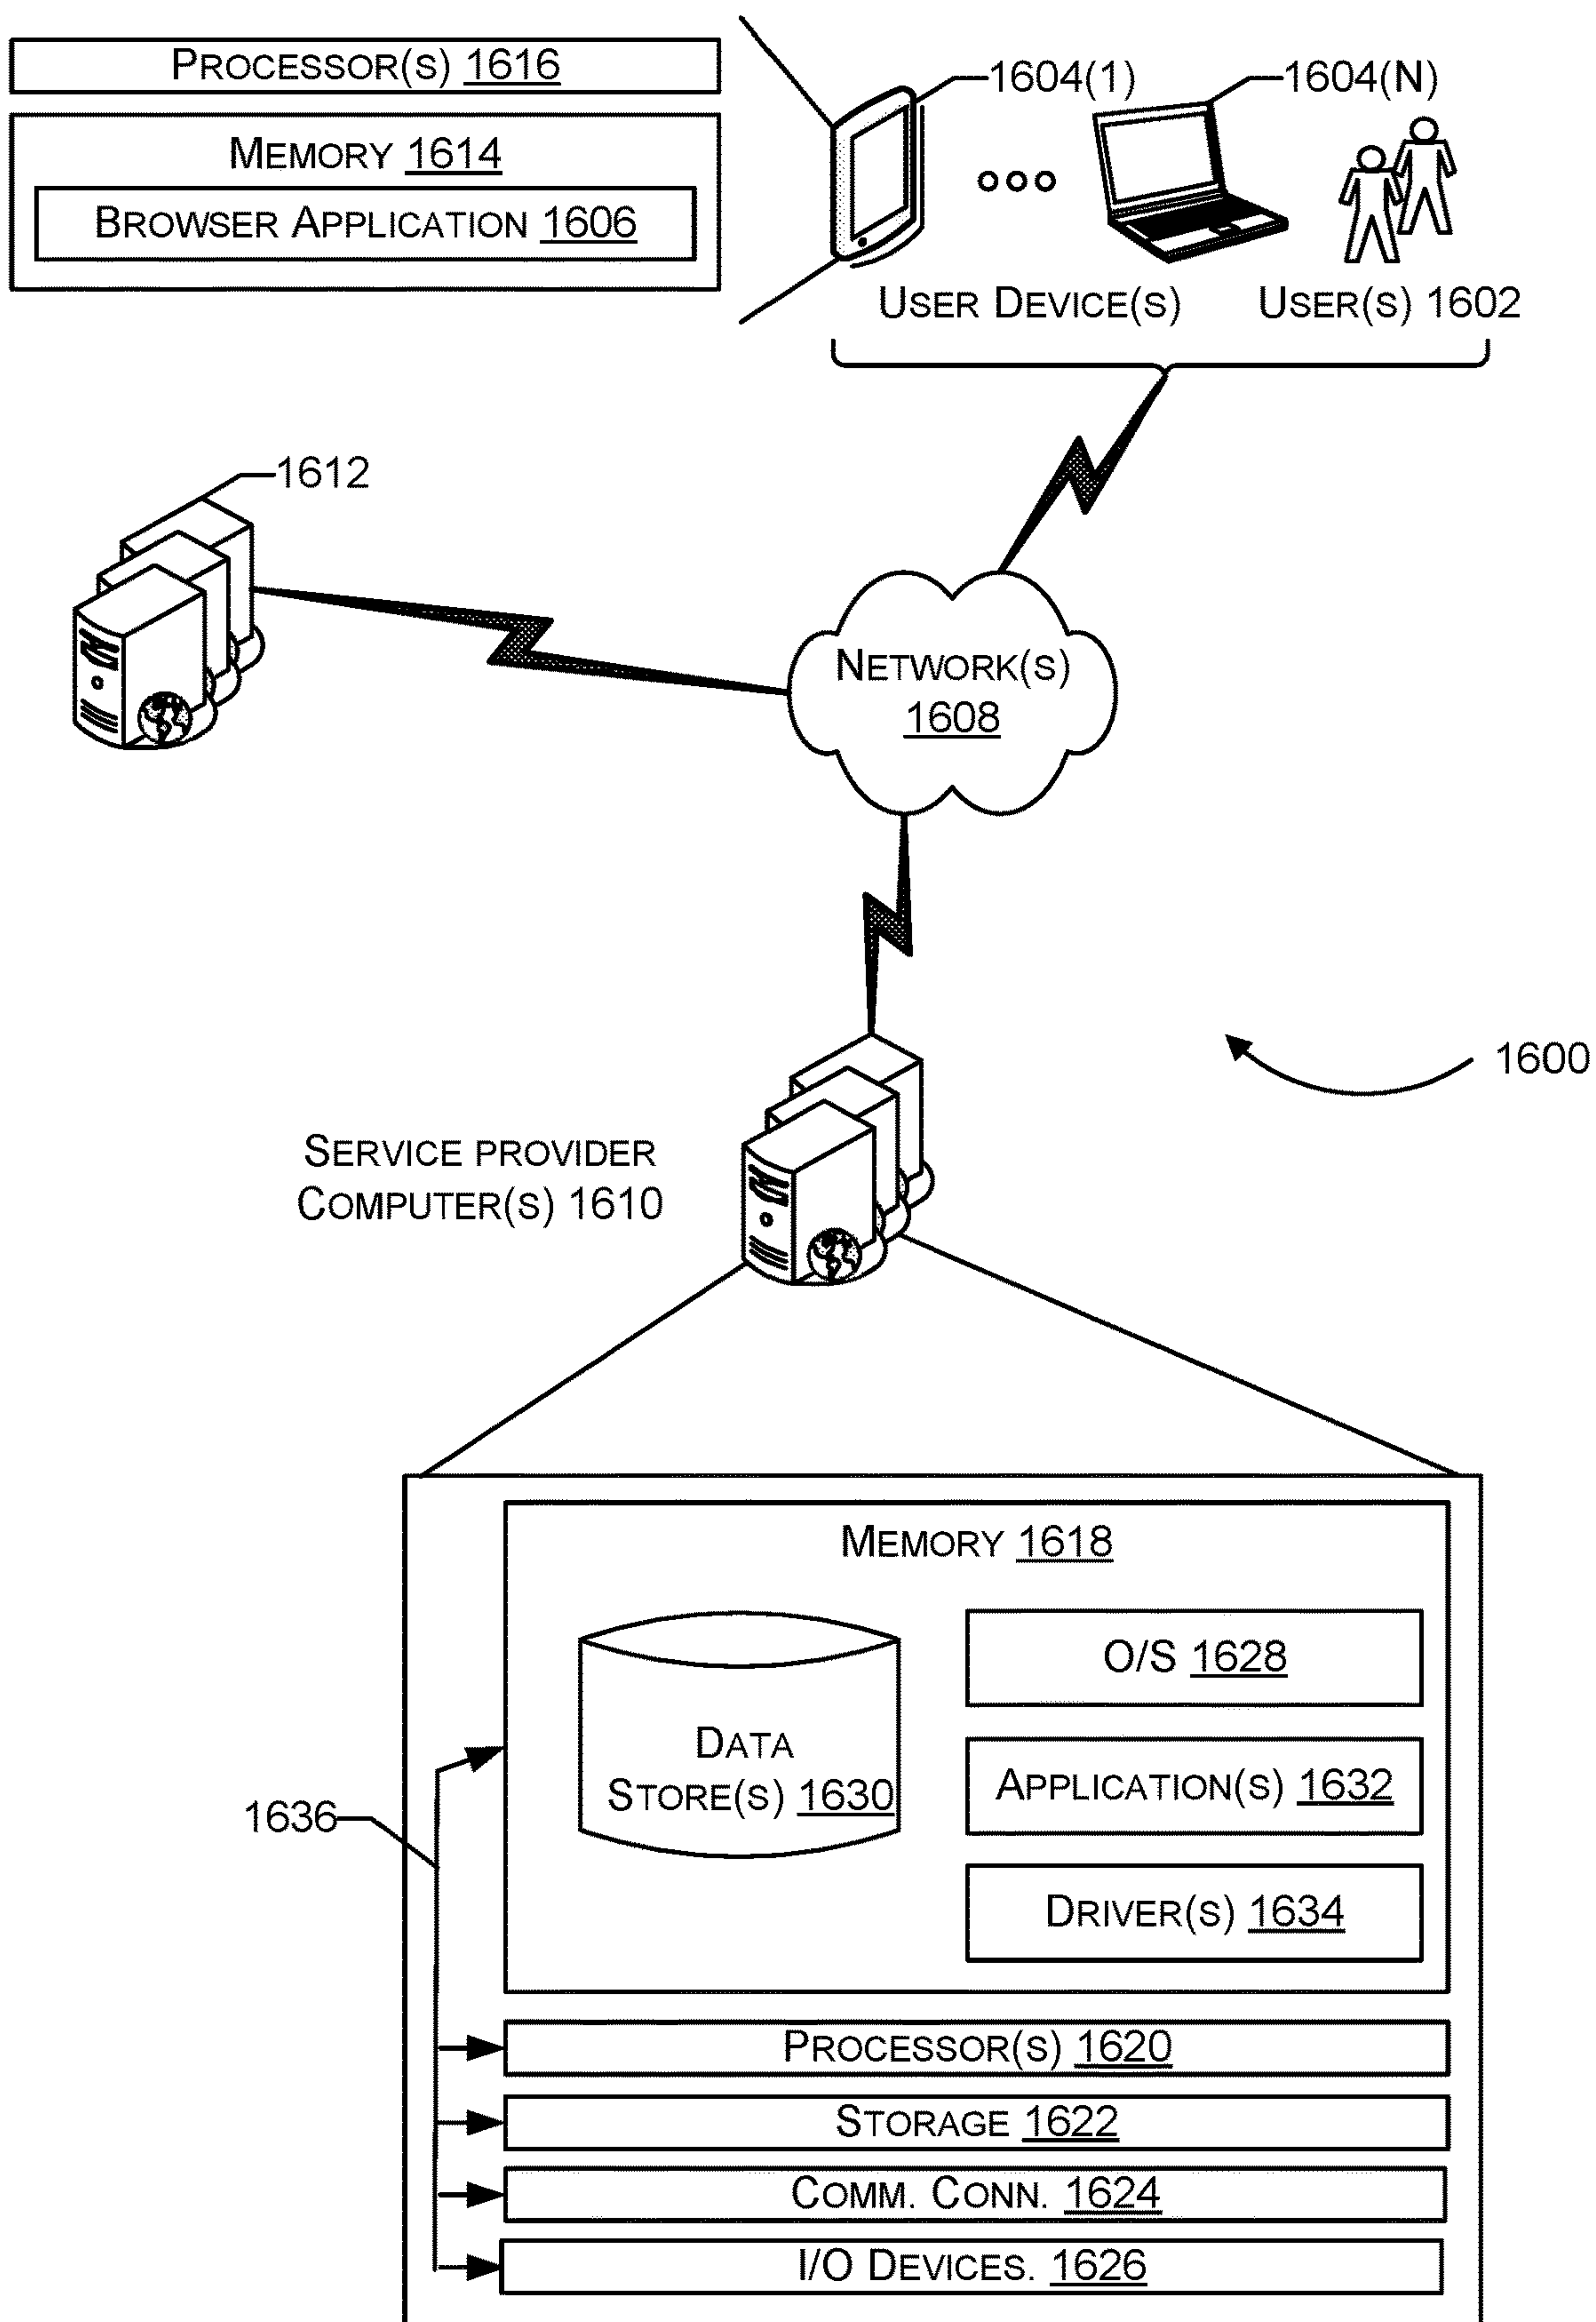 PROCESSOR(S) 1616
MEMORY 1614
BROWSER APPLICATION 1606
1604(1)
1604(N)
USER DEVICE(S)
USER(S) 1602
1612
NETWORK(S)
1608
1600
SERVICE PROVIDER
COMPUTER(S) 1610
MEMORY 1618
DATA
STORE(S) 1630
O/S 1628
APPLICATION(S) 1632
DRIVER(S) 1634
1636
PROCESSOR(S) 1620
STORAGE 1622
COMM. CONN. 1624
I/O DEVICES. 1626